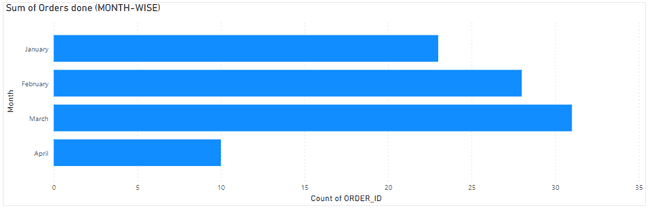 Sum of Orders done (MONTH-WISE)
Month
January
February
March
April
0 5 10 15 20 25 30 35
Count of ORDER_ID